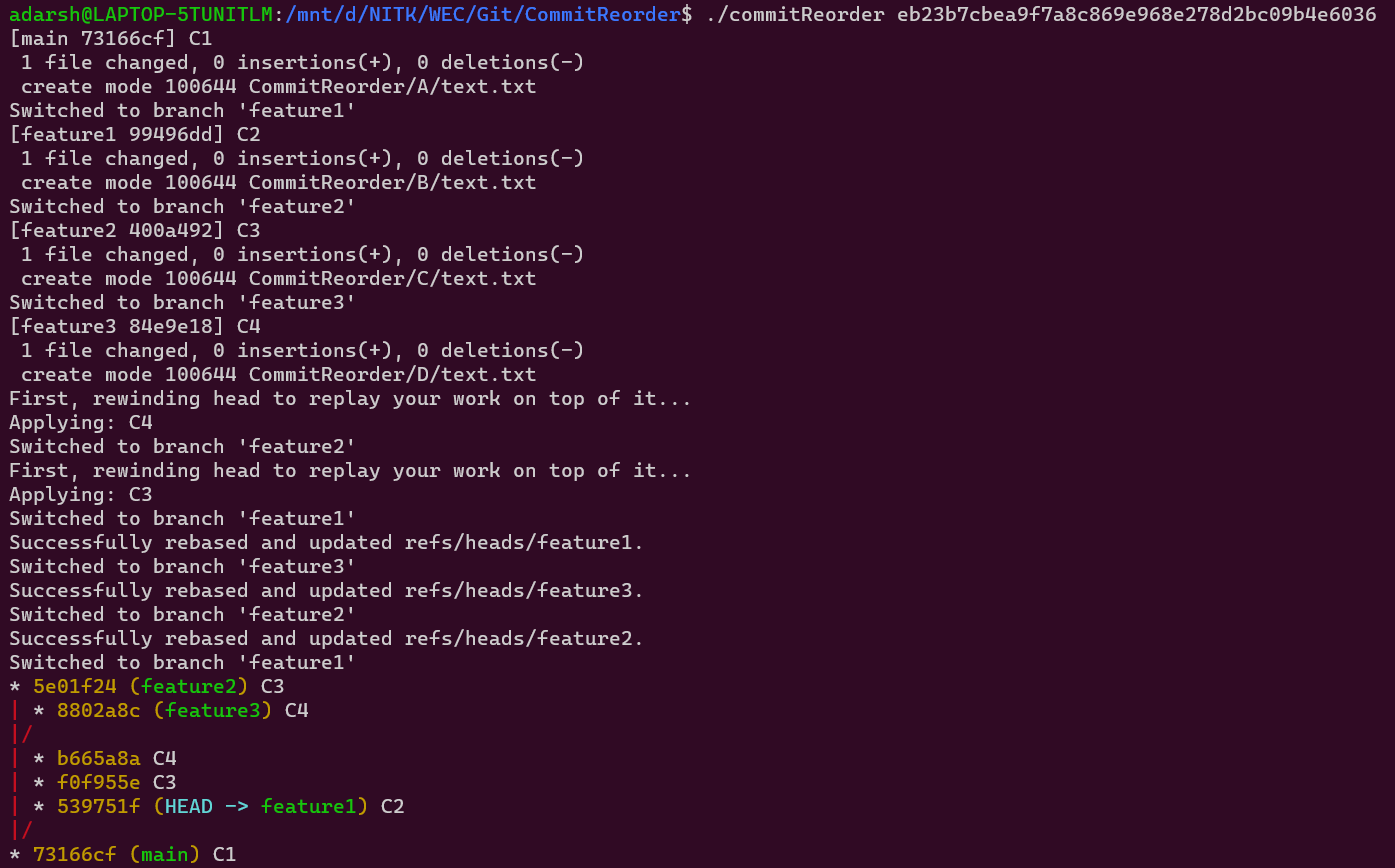 adarsh@LAPTOP-5TUNITLM:/mnt/d/NITK/WEC/Git/CommitReorder$ ./commitReorder eb23b7cbea9f7a8c869e968e278d2bc09b4e6036
[main 73166cf] C1
 1 file changed, 0 insertions(+), 0 deletions(-)
 create mode 100644 CommitReorder/A/text.txt
Switched to branch 'feature1'
[feature1 99496dd] C2
 1 file changed, 0 insertions(+), 0 deletions(-)
 create mode 100644 CommitReorder/B/text.txt
Switched to branch 'feature2'
[feature2 400a492] C3
 1 file changed, 0 insertions(+), 0 deletions(-)
 create mode 100644 CommitReorder/C/text.txt
Switched to branch 'feature3'
[feature3 84e9e18] C4
 1 file changed, 0 insertions(+), 0 deletions(-)
 create mode 100644 CommitReorder/D/text.txt
First, rewinding head to replay your work on top of it...
Applying: C4
Switched to branch 'feature2'
First, rewinding head to replay your work on top of it...
Applying: C3
Switched to branch 'feature1'
Successfully rebased and updated refs/heads/feature1.
Switched to branch 'feature3'
Successfully rebased and updated refs/heads/feature3.
Switched to branch 'feature2'
Successfully rebased and updated refs/heads/feature2.
Switched to branch 'feature1'
* 5e01f24 (feature2) C3
| * 8802a8c (feature3) C4
|/
| * b665a8a C4
| * f0f955e C3
| * 539751f (HEAD -> feature1) C2
|/
* 73166cf (main) C1